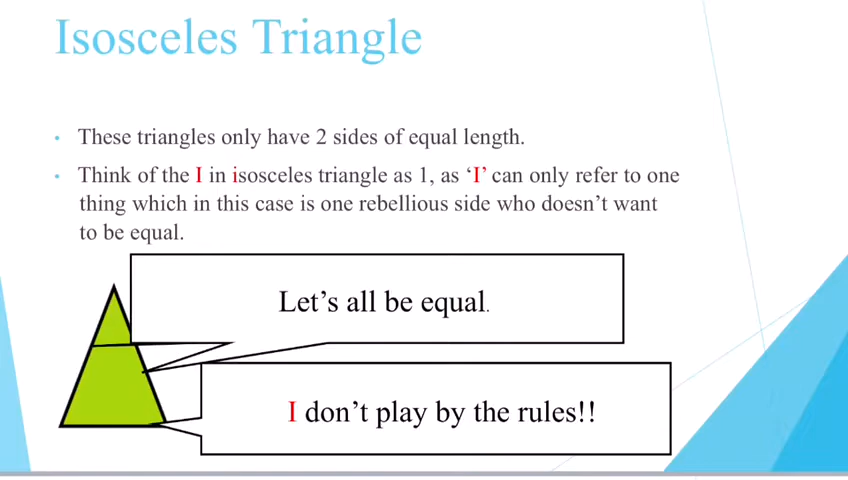 Isosceles Triangle
• These triangles only have 2 sides of equal length.
• Think of the I in isosceles triangle as 1, as ‘I’ can only refer to one
thing which in this case is one rebellious side who doesn’t want
to be equal.
Let’s all be equal.
I don’t play by the rules!!